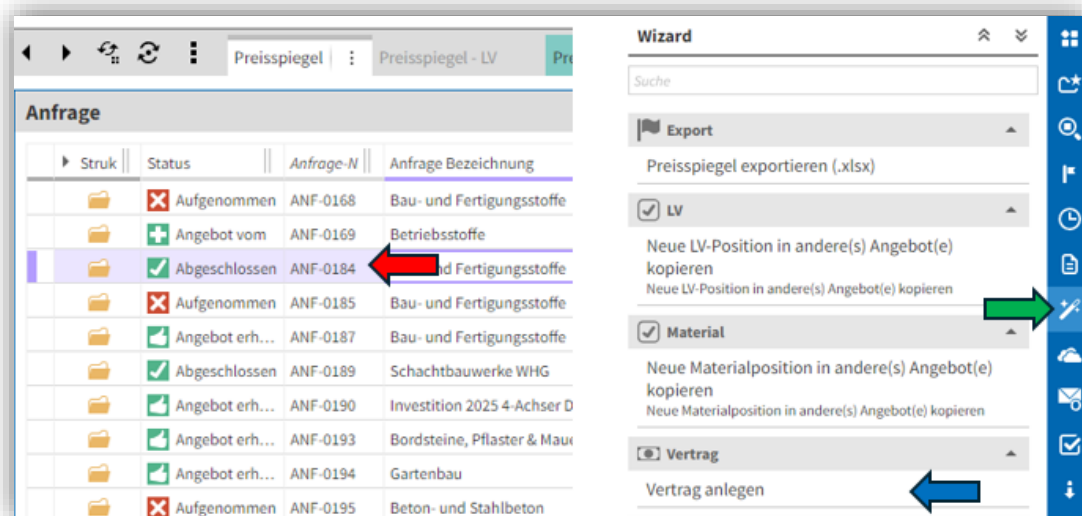 Preisspiegel
Preisspiegel - LV
Pre
Anfrage
Struk Status Anfrage-N Anfrage Bezeichnung
Aufgenommen ANF-0168 Bau- und Fertigungsstoffe
Angebot vom ANF-0169 Betriebsstoffe
Abgeschlossen ANF-0184 d Fertigungsstoffe
Aufgenommen ANF-0185 Bau- und Fertigungsstoffe
Angebot erh... ANF-0187 Bau- und Fertigungsstoffe
Abgeschlossen ANF-0189 Schachtbauwerke WHG
Angebot erh... ANF-0190 Investition 2025 4-Achser D
Angebot erh... ANF-0193 Bordsteine, Pflaster & Maue
Angebot erh... ANF-0194 Gartenbau
Aufgenommen ANF-0195 Beton- und Stahlbeton
Wizard
Suche
Export
Preisspiegel exportieren (.xlsx)
LV
Neue LV-Position in andere(s) Angebot(e)
kopieren
Neue LV-Position in andere(s) Angebot(e) kopieren
Material
Neue Materialposition in andere(s) Angebot(e)
kopieren
Neue Materialposition in andere(s) Angebot(e) kopieren
Vertrag
Vertrag anlegen